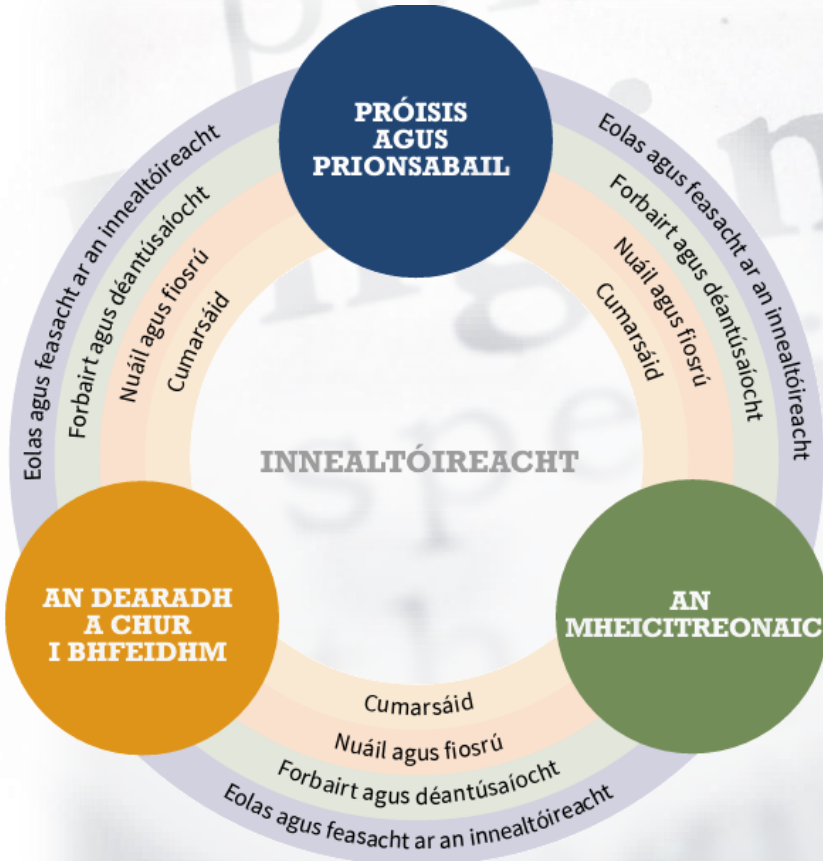 PRÓISIS
AGUS
PRIONSABAIL
Eolas agus feasacht ar an innealtóireacht
Forbairt agus déantúsaíocht
Nuáil agus fiosrú
Cumarsáid
Eolas agus feasacht ar an innealtóireacht
Forbairt agus déantúsaíocht
Nuáil agus fiosrú
Cumarsáid
INNEALTÓIREACHT
AN DEARADH
A CHUR
I BHFEIDHM
AN
MHEICITREONAIC
Cumarsáid
Nuáil agus fiosrú
Forbairt agus déantúsaíocht
Eolas agus feasacht ar an innealtóireacht